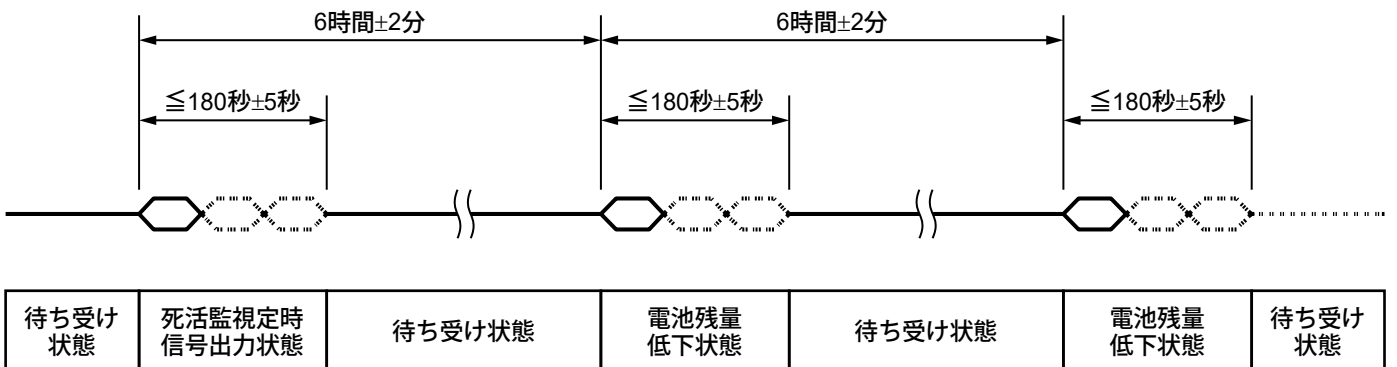 6時間±2分
6時間±2分
≦180秒±5秒
≦180秒±5秒
≦180秒±5秒
待ち受け
状態
死活監視定時
信号出力状態
待ち受け状態
電池残量
低下状態
待ち受け状態
電池残量
低下状態
待ち受け
状態